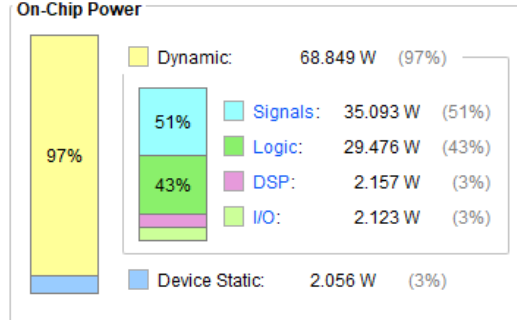 On-Chip Power
Dynamic: 68.849 W (97%)
51% Signals: 35.093 W (51%)
Logic: 29.476 W (43%)
97%
43% DSP: 2.157 W (3%)
I/O: 2.123 W (3%)
Device Static: 2.056 W (3%)